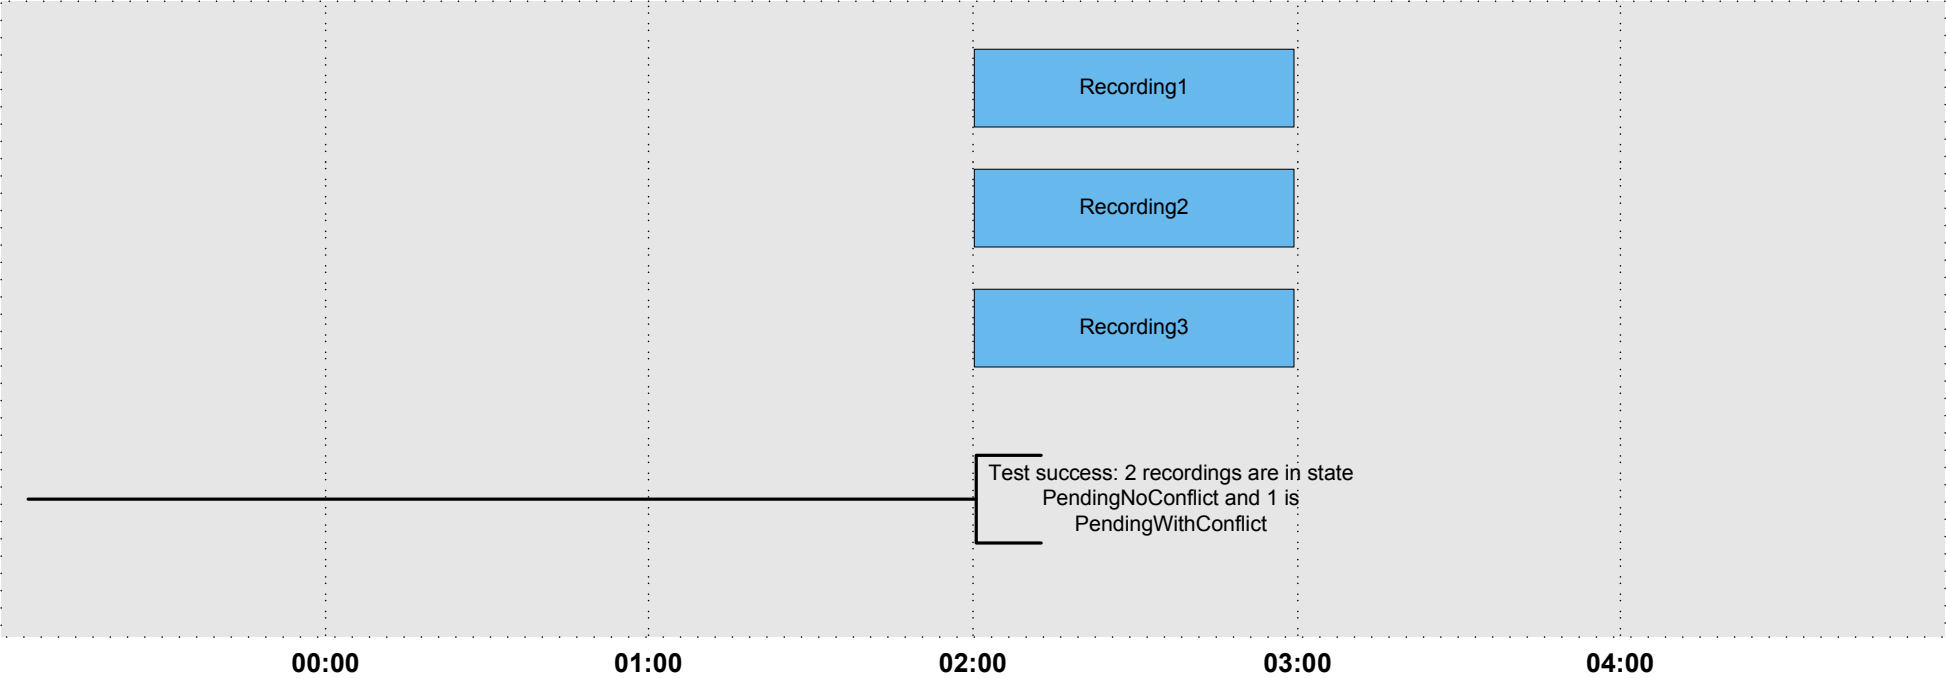 Recording1
Recording2
Recording3
Test success: 2 recordings are in state
PendingNoConflict and 1 is
PendingWithConflict
00:00 01:00 02:00 03:00 04:00